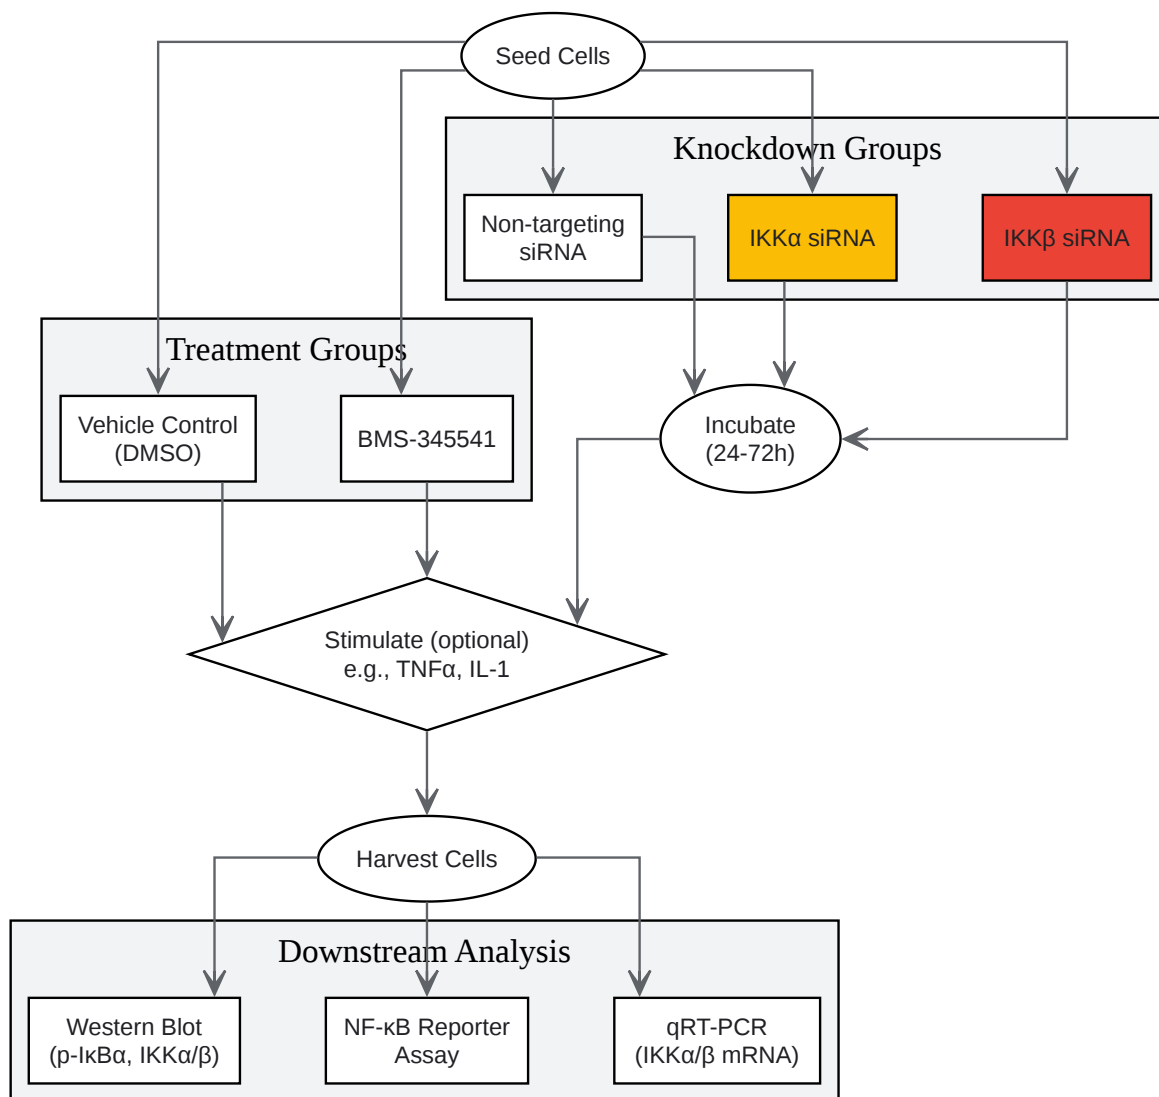 Seed Cells
Knockdown Groups
Non-targeting
siRNA
IKKα siRNA
IKKβ siRNA
Treatment Groups
Vehicle Control
(DMSO)
BMS-345541
Incubate
(24-72h)
Stimulate (optional)
e.g., TNFα, IL-1
Harvest Cells
Downstream Analysis
Western Blot
(p-IκBα, IKKα/β)
NF-κB Reporter
Assay
qRT-PCR
(IKKα/β mRNA)